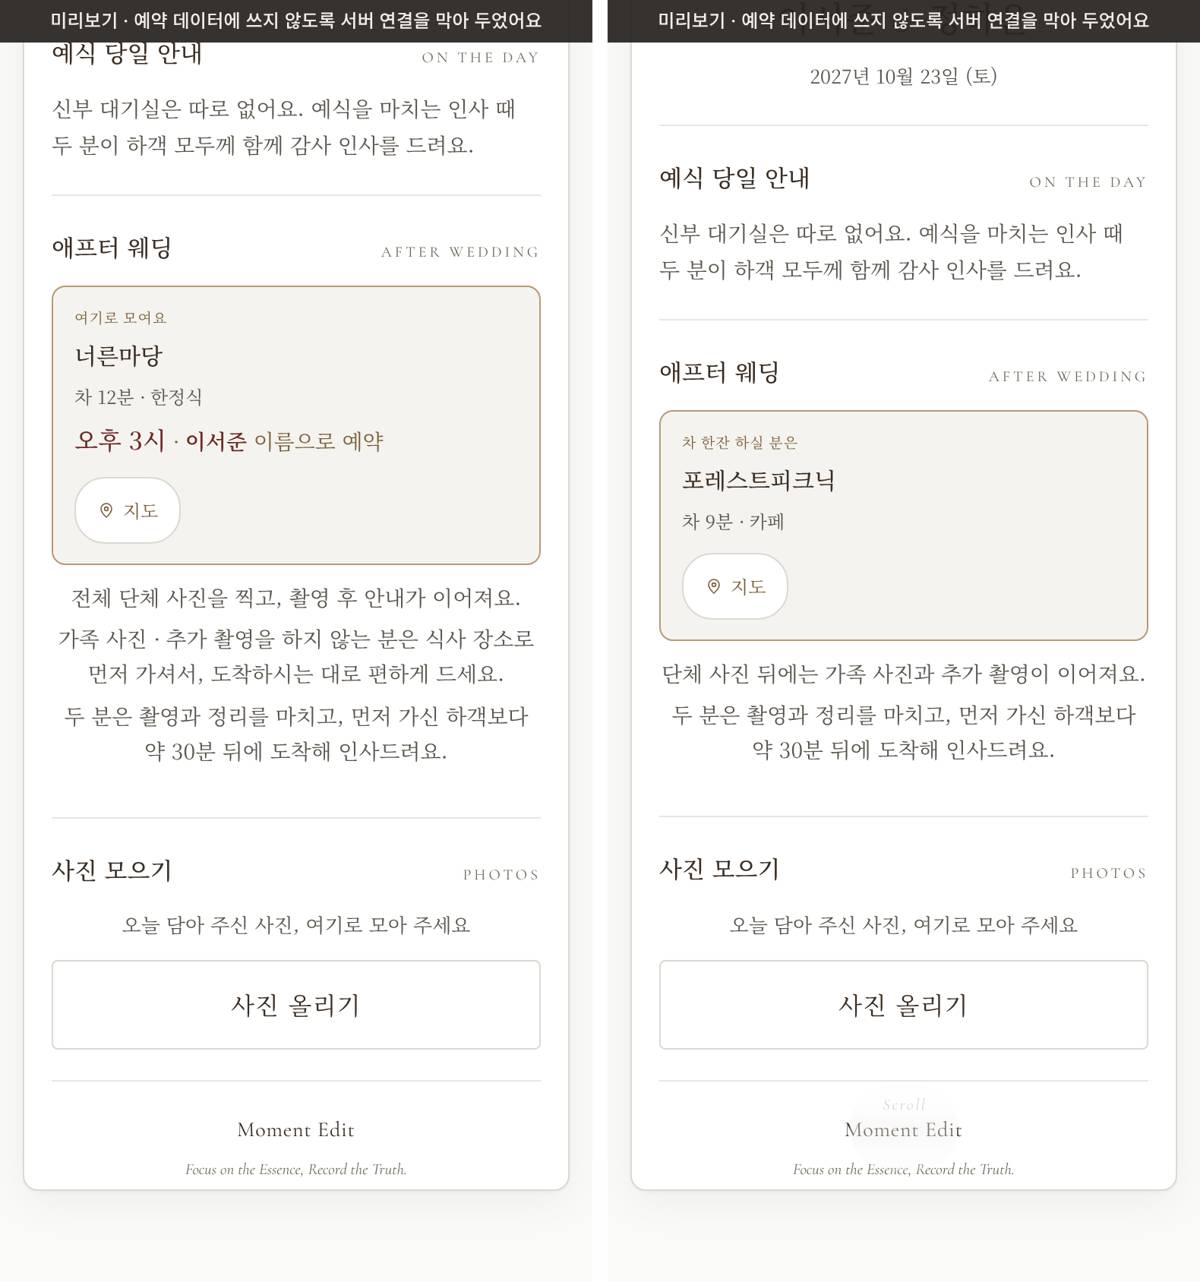 미리보기 · 예약 데이터에 쓰지 않도록 서버 연결을 막아 두었어요
예식 당일 안내
ON THE DAY
신부 대기실은 따로 없어요. 예식을 마치는 인사 때
두 분이 하객 모두께 함께 감사 인사를 드려요.
애프터 웨딩
AFTER WEDDING
여기로 모여요
너른마당
차 12분 · 한정식
오후 3시 · 이서준 이름으로 예약
지도
전체 단체 사진을 찍고, 촬영 후 안내가 이어져요.
가족 사진 · 추가 촬영을 하지 않는 분은 식사 장소로
먼저 가셔서, 도착하시는 대로 편하게 드세요.
두 분은 촬영과 정리를 마치고, 먼저 가신 하객보다
약 30분 뒤에 도착해 인사드려요.
사진 모으기
PHOTOS
오늘 담아 주신 사진, 여기로 모아 주세요
사진 올리기
Moment Edit
Focus on the Essence, Record the Truth.
미리보기 · 예약 데이터에 쓰지 않도록 서버 연결을 막아 두었어요
2027년 10월 23일 (토)
예식 당일 안내
ON THE DAY
신부 대기실은 따로 없어요. 예식을 마치는 인사 때
두 분이 하객 모두께 함께 감사 인사를 드려요.
애프터 웨딩
AFTER WEDDING
차 한잔 하실 분은
포레스트피크닉
차 9분 · 카페
지도
단체 사진 뒤에는 가족 사진과 추가 촬영이 이어져요.
두 분은 촬영과 정리를 마치고, 먼저 가신 하객보다
약 30분 뒤에 도착해 인사드려요.
사진 모으기
PHOTOS
오늘 담아 주신 사진, 여기로 모아 주세요
사진 올리기
Scroll
Moment Edit
Focus on the Essence, Record the Truth.